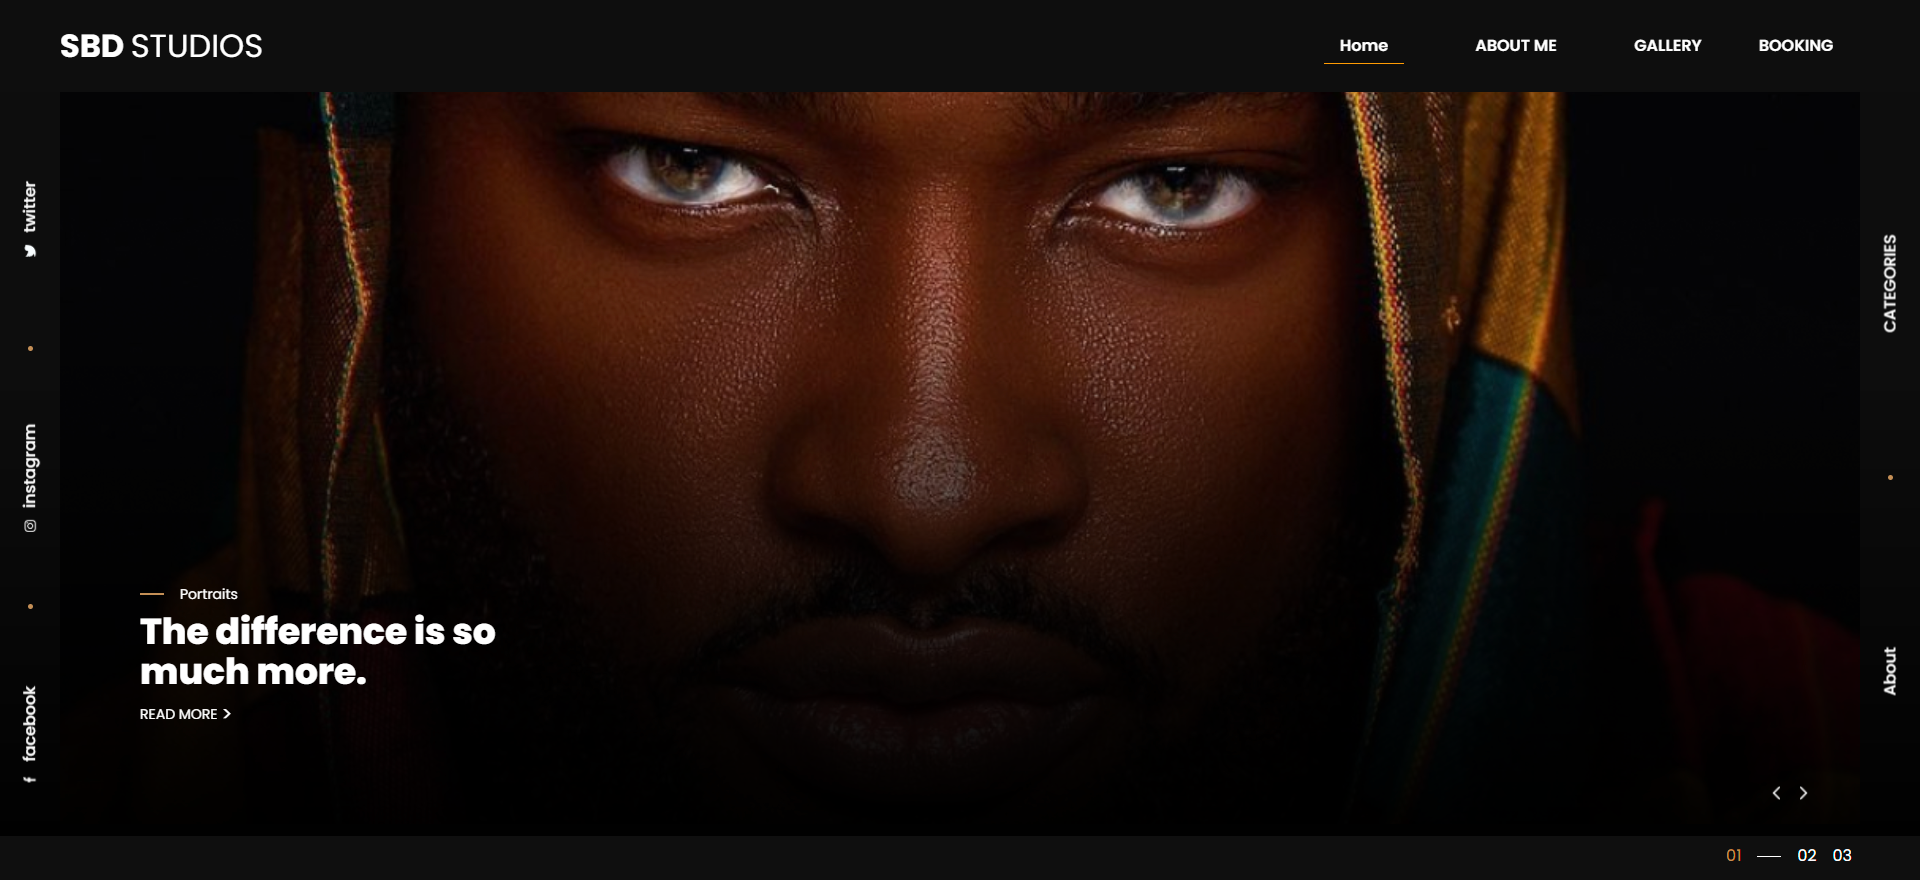 SBD STUDIOS
Home
ABOUT ME
GALLERY
BOOKING
twitter
instagram
facebook
CATEGORIES
About
Portraits
The difference is so
much more.
READ MORE >
01 — 02 03